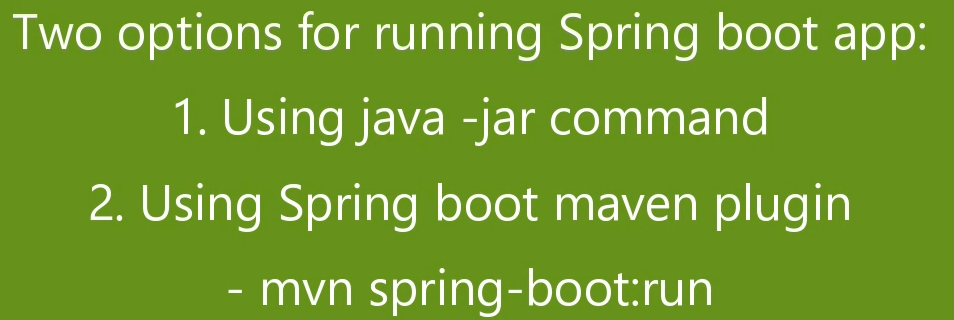 Two options for running Spring boot app:
1. Using java -jar command
2. Using Spring boot maven plugin
- mvn spring-boot:run